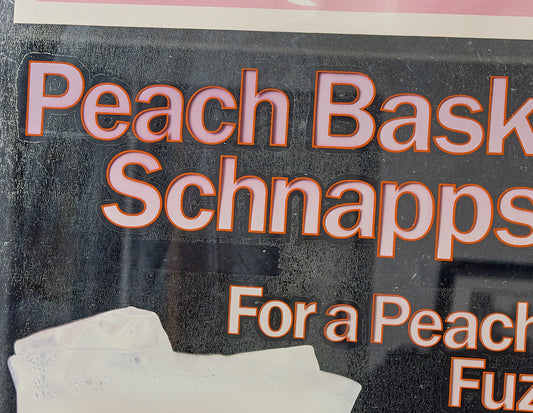 Peach Bask
Schnapps
For a Peach
Fuz